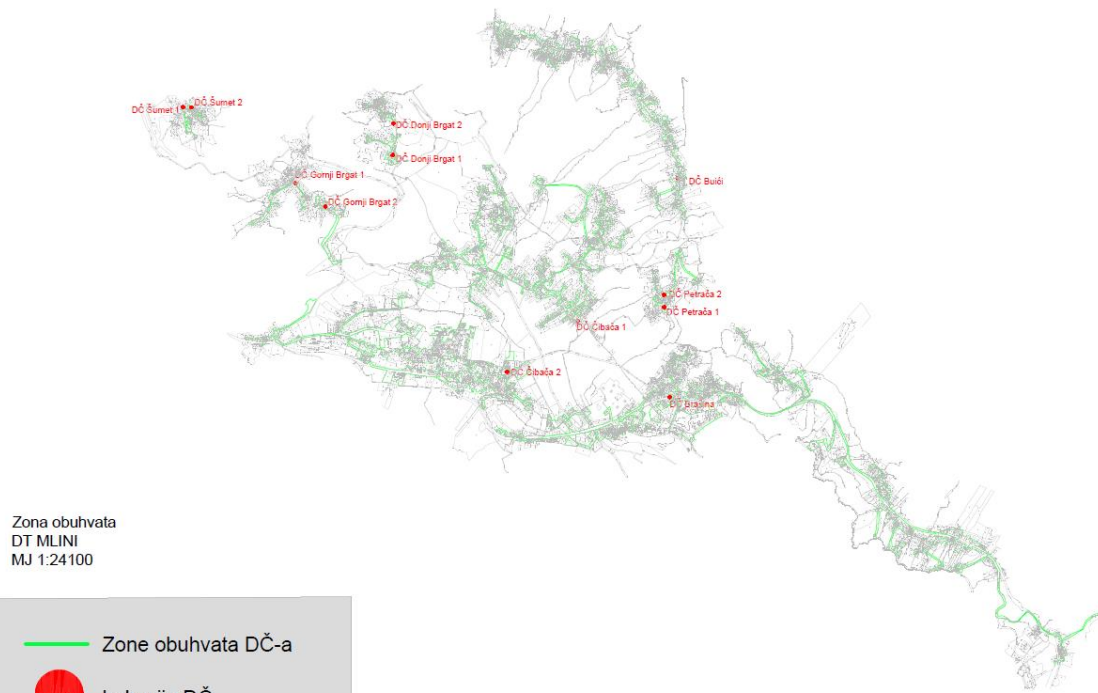 DČ Šumet 1
DČ Šumet 2
DČ Donji Brgat 2
DČ Donji Brgat 1
DČ Gornji Brgat 1
DČ Gornji Brgat 2
DČ Buići
DČ Petrača 2
DČ Petrača 1
DČ Čibača 1
DČ Čibača 2
DČ Brašina
Zona obuhvata
DT MLINI
MJ 1:24100
Zone obuhvata DČ-a